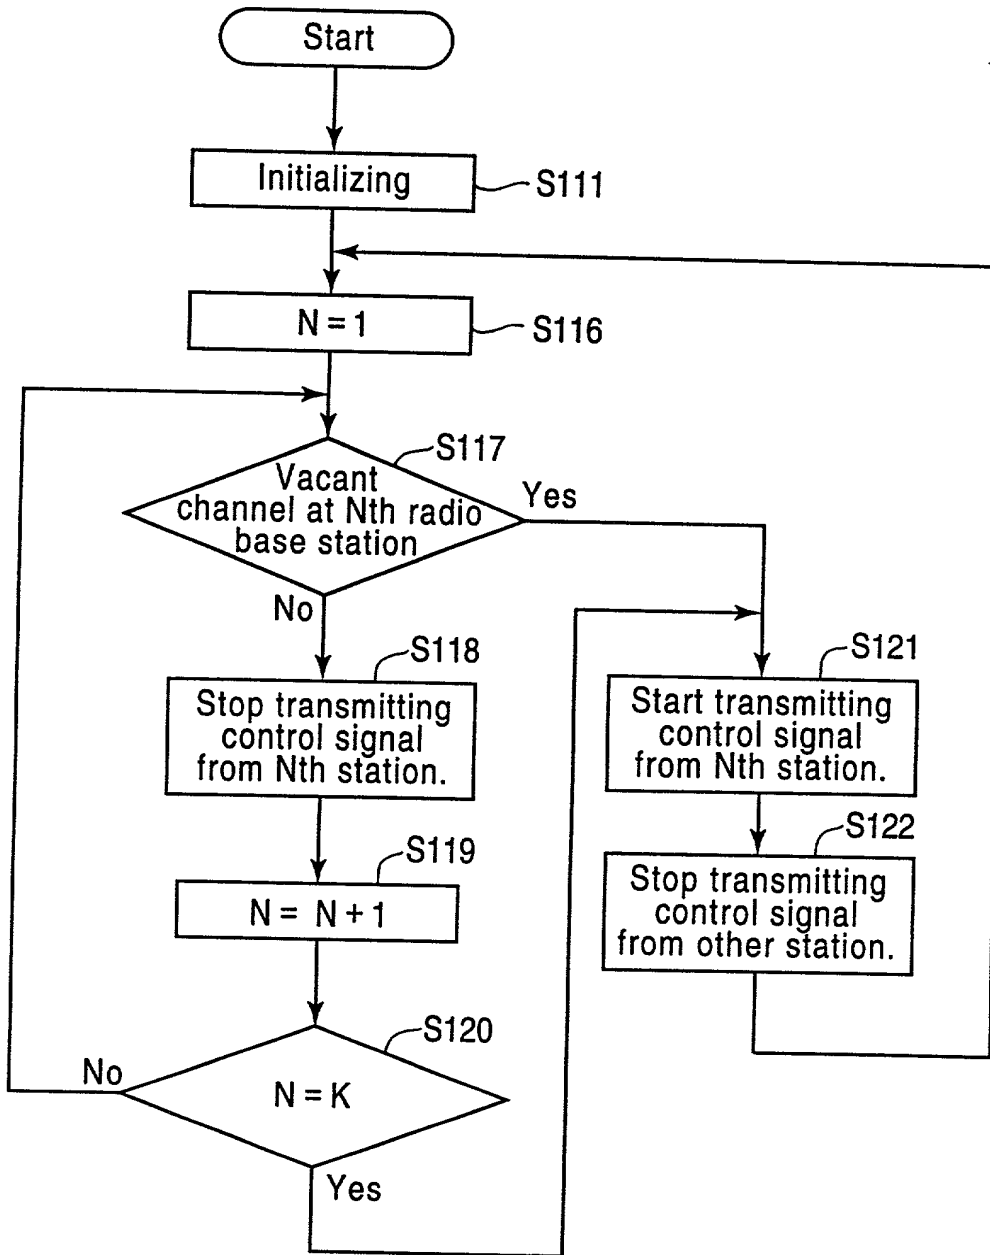 Start
Initializing
S111
N = 1
S116
S117
Vacant
channel at Nth radio
base station
Yes
No
S118
Stop transmitting
control signal
from Nth station.
S119
N = N + 1
S120
N = K
No
Yes
S121
Start transmitting
control signal
from Nth station.
S122
Stop transmitting
control signal
from other station.